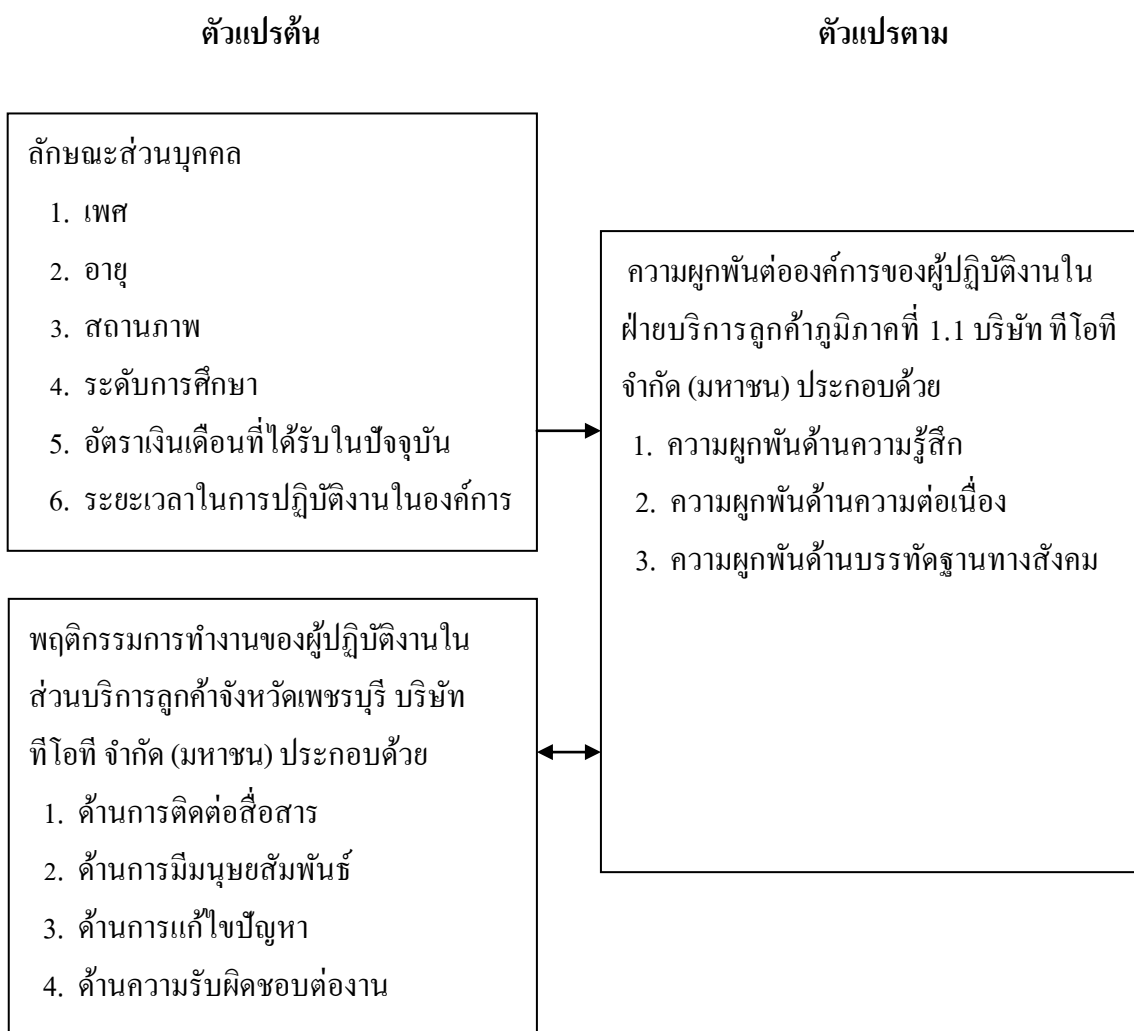 ตัวแปรต้น
ตัวแปรตาม
ลักษณะส่วนบุคคล
1. เพศ
2. อายุ
3. สถานภาพ
4. ระดับการศึกษา
5. อัตราเงินเดือนที่ได้รับในปัจจุบัน
6. ระยะเวลาในการปฏิบัติงานในองค์การ
พฤติกรรมการทำงานของผู้ปฏิบัติงานใน
ส่วนบริการลูกค้าจังหวัดเพชรบุรี บริษัท
ทีโอที จำกัด (มหาชน) ประกอบด้วย
1. ด้านการติดต่อสื่อสาร
2. ด้านการมีมนุษยสัมพันธ์
3. ด้านการแก้ไขปัญหา
4. ด้านความรับผิดชอบต่องาน
ความผูกพันต่อองค์การของผู้ปฏิบัติงานใน
ฝ่ายบริการลูกค้าภูมิภาคที่ 1.1 บริษัท ทีโอที
จำกัด (มหาชน) ประกอบด้วย
1. ความผูกพันด้านความรู้สึก
2. ความผูกพันด้านความต่อเนื่อง
3. ความผูกพันด้านบรรทัดฐานทางสังคม